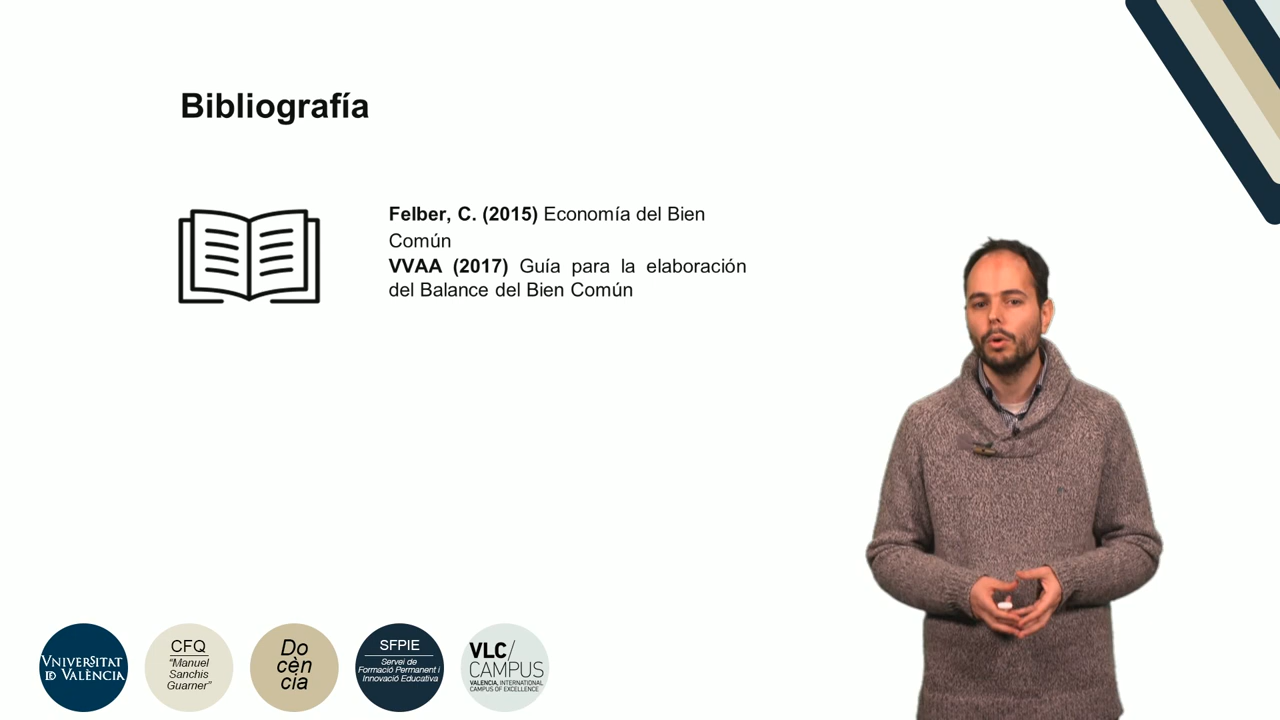 Bibliografía
Felber, C. (2015) Economía del Bien
Común
VVAA (2017) Guía para la elaboración
del Balance del Bien Común
VNIVERSITAT
ID VALÈNCIA
CFQ
"Manuel
Sanchis
Guarner"
Do
cèn
cia
SFPIE
Servei de
Formació Permanent i
Innovació Educativa
VLC/
CAMPUS
VALENCIA, INTERNATIONAL
CAMPUS OF EXCELLENCE